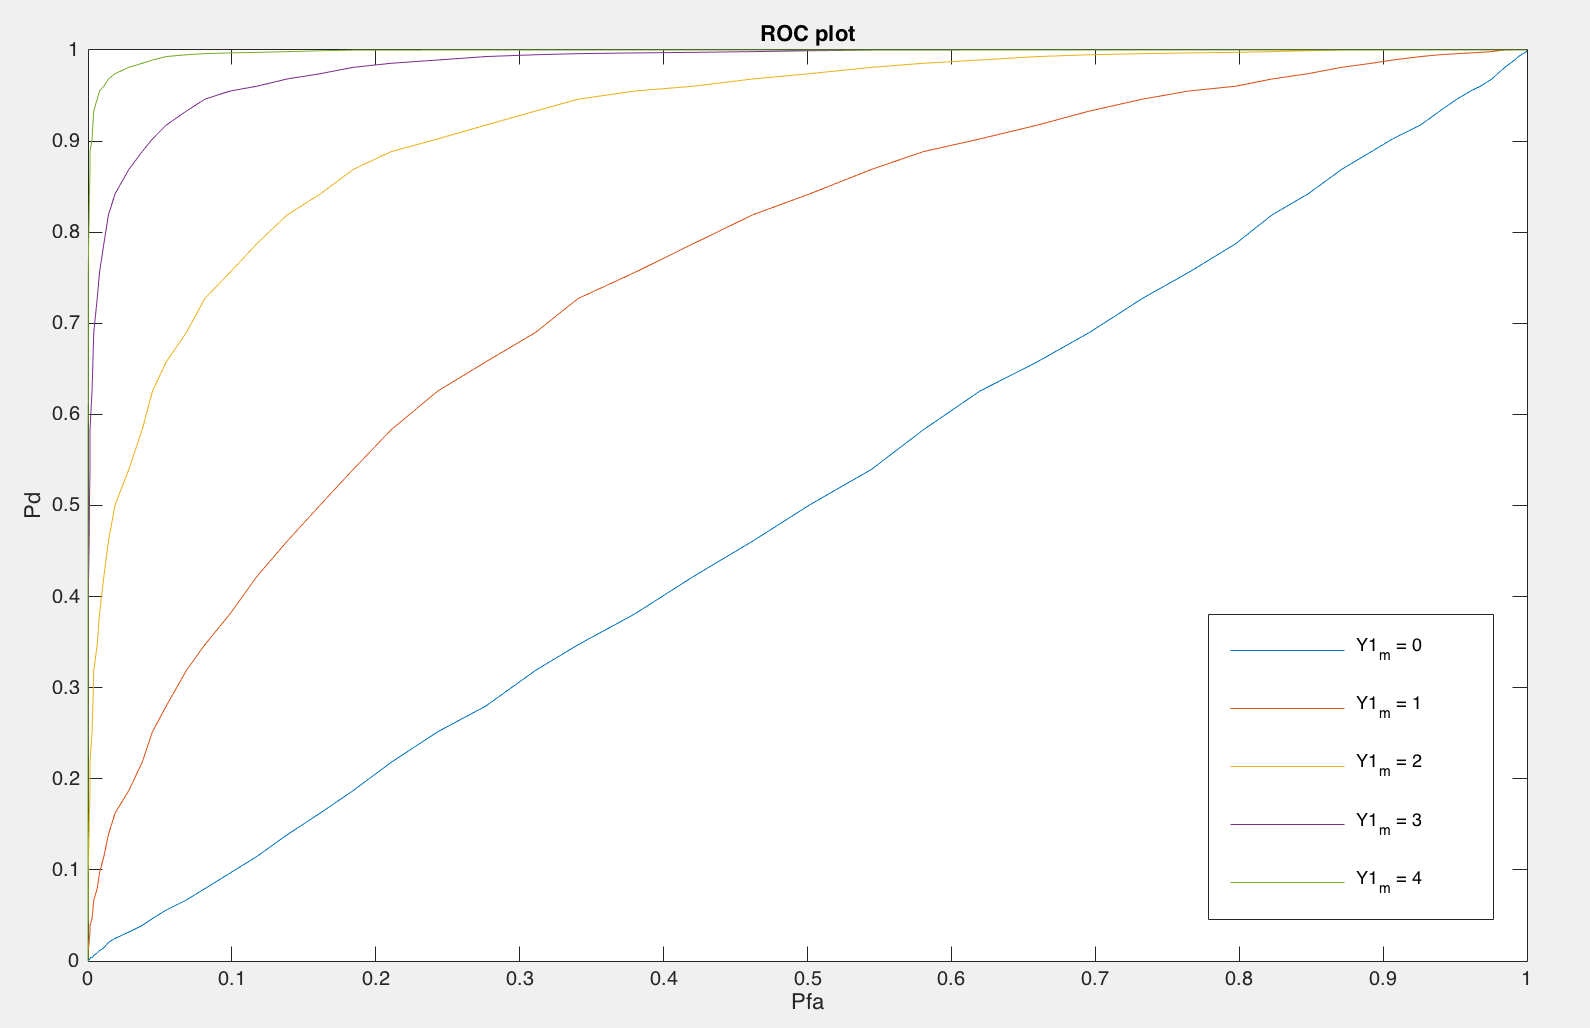 ROC plot
1
0.9
0.8
0.7
0.6
0.5
0.4
0.3
0.2
0.1
0
Pd
0 0.1 0.2 0.3 0.4 0.5 0.6 0.7 0.8 0.9 1
Pfa
Y1m = 0
Y1m = 1
Y1m = 2
Y1m = 3
Y1m = 4